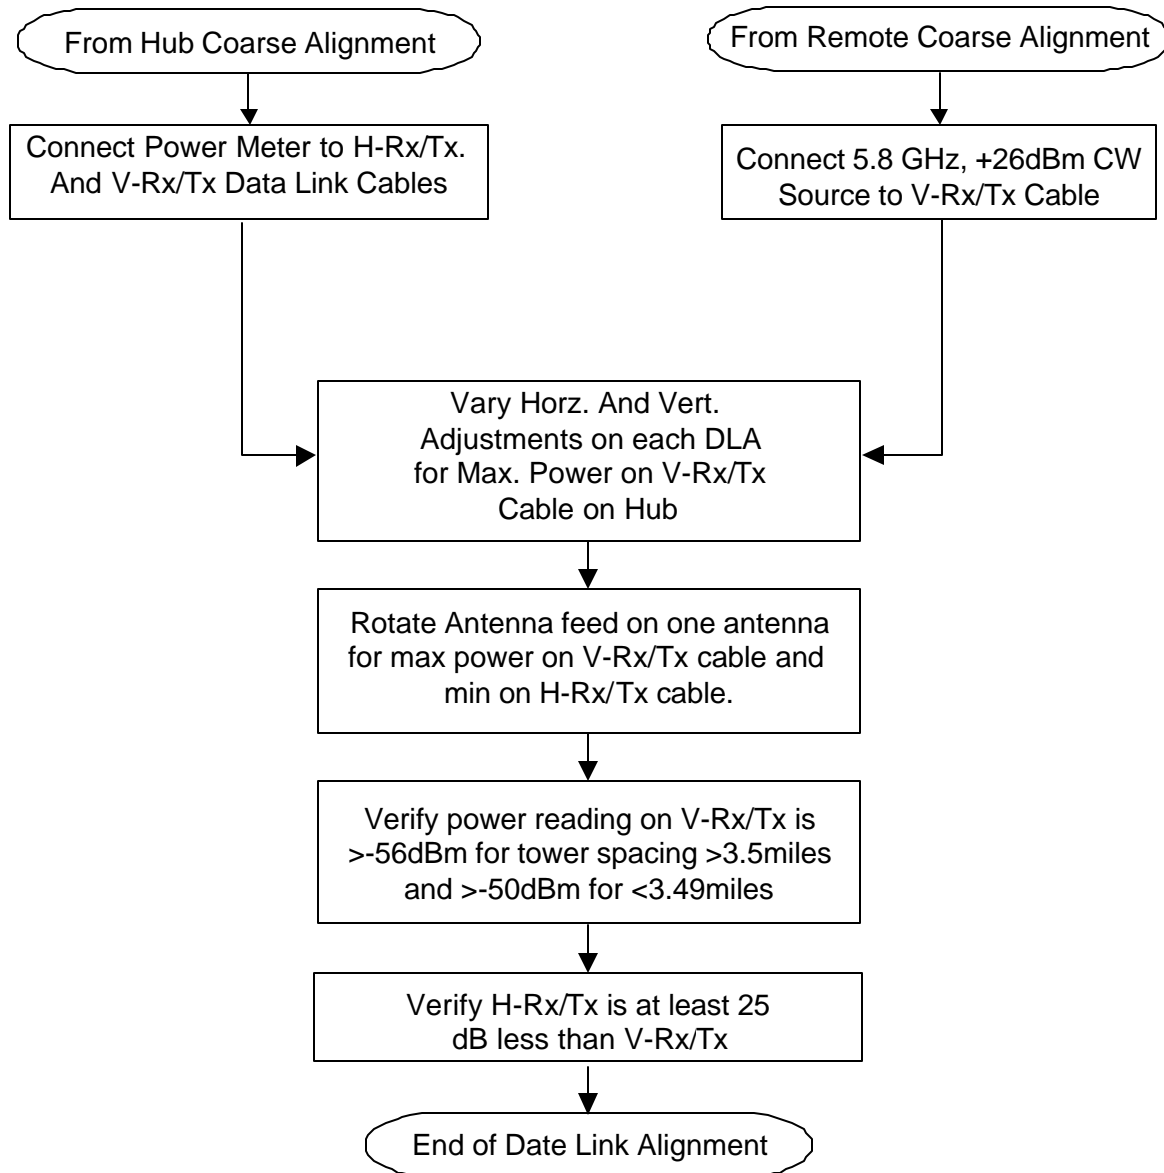 From Hub Coarse Alignment
From Remote Coarse Alignment
Connect Power Meter to H-Rx/Tx.
And V-Rx/Tx Data Link Cables
Connect 5.8 GHz, +26dBm CW
Source to V-Rx/Tx Cable
Vary Horz. And Vert.
Adjustments on each DLA
for Max. Power on V-Rx/Tx
Cable on Hub
Rotate Antenna feed on one antenna
for max power on V-Rx/Tx cable and
min on H-Rx/Tx cable.
Verify power reading on V-Rx/Tx is
>-56dBm for tower spacing >3.5miles
and >-50dBm for <3.49miles
Verify H-Rx/Tx is at least 25
dB less than V-Rx/Tx
End of Date Link Alignment